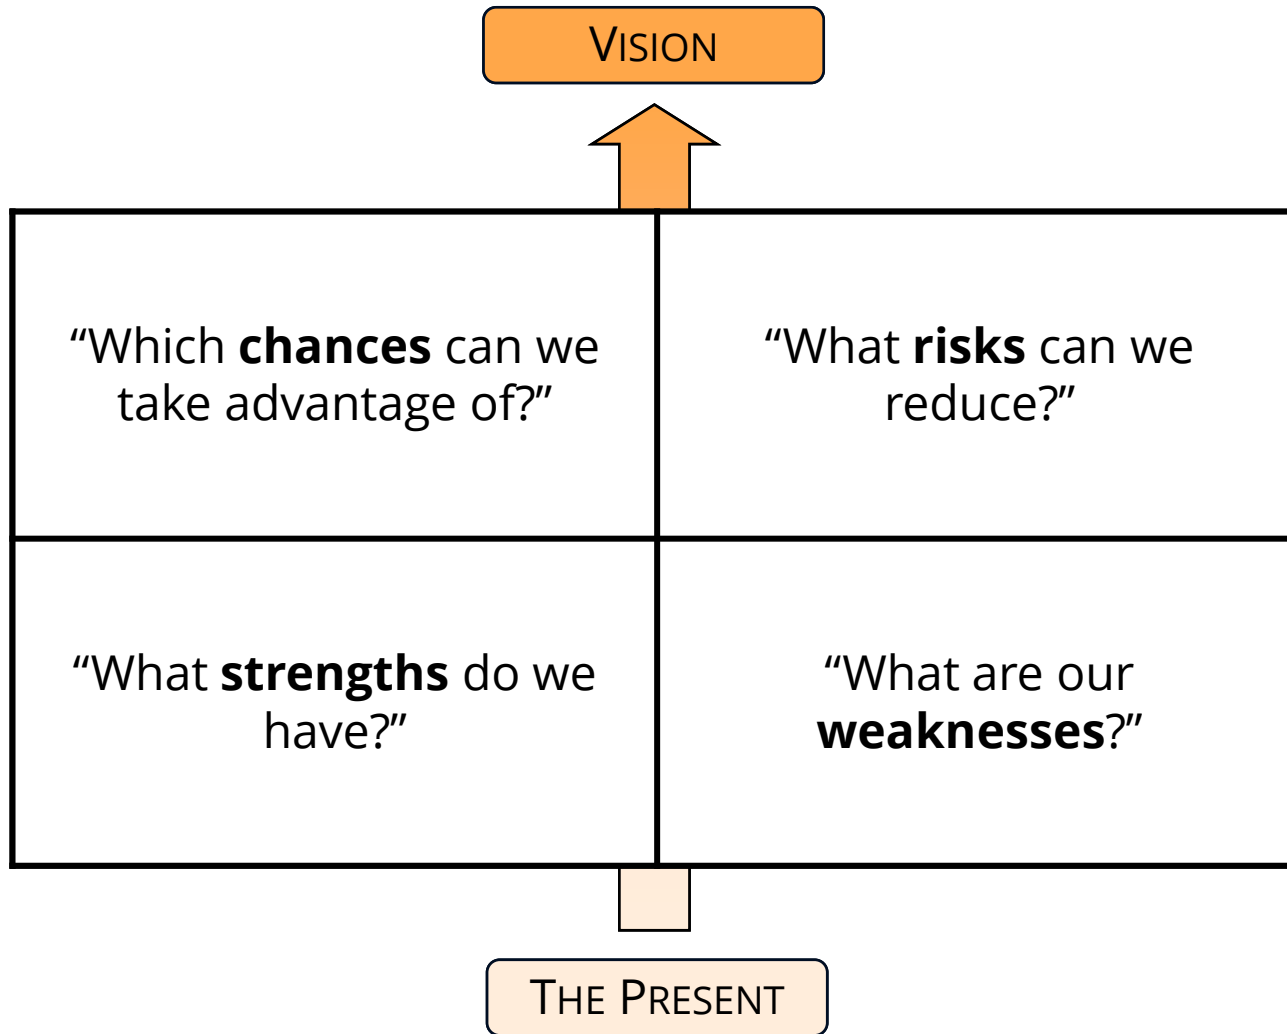 VISION
“Which chances can we
take advantage of?”
“What risks can we
reduce?”
“What strengths do we
have?”
“What are our
weaknesses?”
THE PRESENT